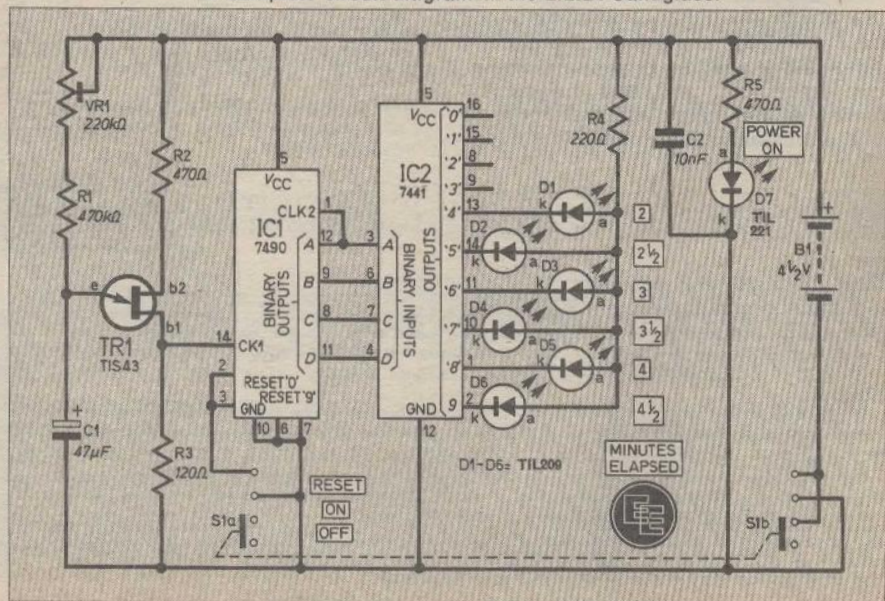 VR1
220kΩ
R1
470kΩ
R2
470Ω
e
b2
b1
TR1
TIS43
+
C1
47µF
R3
120Ω
5
VCC
IC1
7490
CLK2
1
BINARY OUTPUTS
A
12
B
9
C
8
D
11
14
CK1
2
RESET'0'
3
RESET'9'
GND
10
6
7
S1a
RESET
ON
OFF
5
VCC
IC2
7441
3
A
6
B
7
C
4
D
BINARY INPUTS
OUTPUTS
'0'
16
'1'
15
'2'
8
'3'
9
'4'
13
'5'
14
'6'
11
'7'
10
'8'
1
9
2
GND
12
R4
220Ω
D1
k
a
2
D2
k
a
2½
D3
k
a
3
D4
k
a
3½
D5
k
a
4
D6
k
a
4½
D1-D6= TIL209
MINUTES
ELAPSED
C2
10nF
R5
470Ω
POWER
ON
a
k
D7
TIL
221
+
B1
4½V
S1b